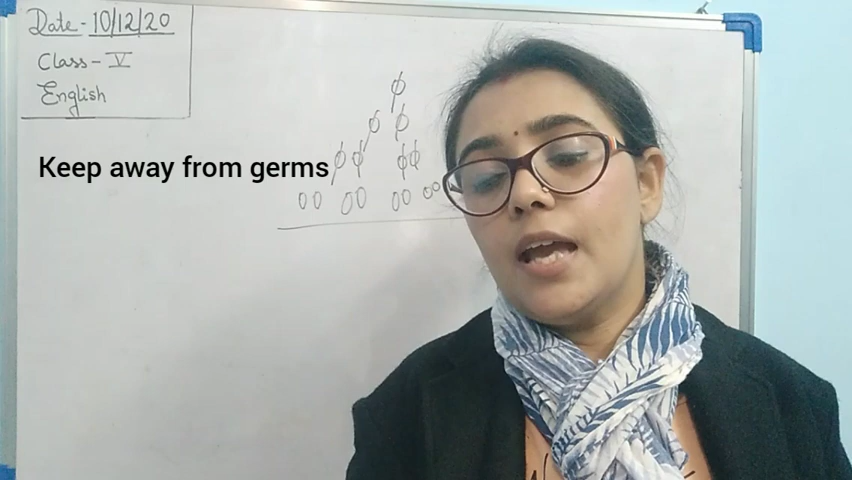 Date - 10/12/20
Class - V
English
Keep away from germs